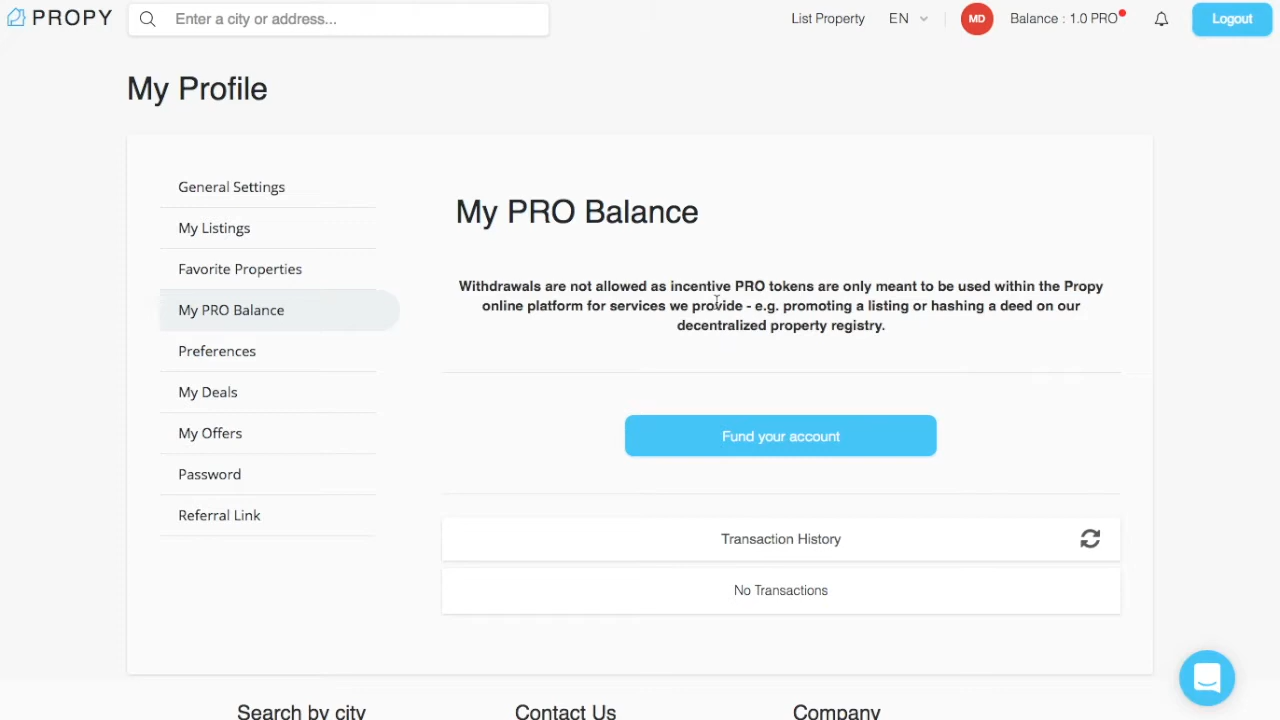 PROPY
Enter a city or address...
List Property
EN
MD
Balance : 1.0 PRO
Logout
My Profile
General Settings
My Listings
Favorite Properties
My PRO Balance
Preferences
My Deals
My Offers
Password
Referral Link
My PRO Balance
Withdrawals are not allowed as incentive PRO tokens are only meant to be used within the Propy
online platform for services we provide - e.g. promoting a listing or hashing a deed on our
decentralized property registry.
Fund your account
Transaction History
No Transactions
Search by city
Contact Us
Company